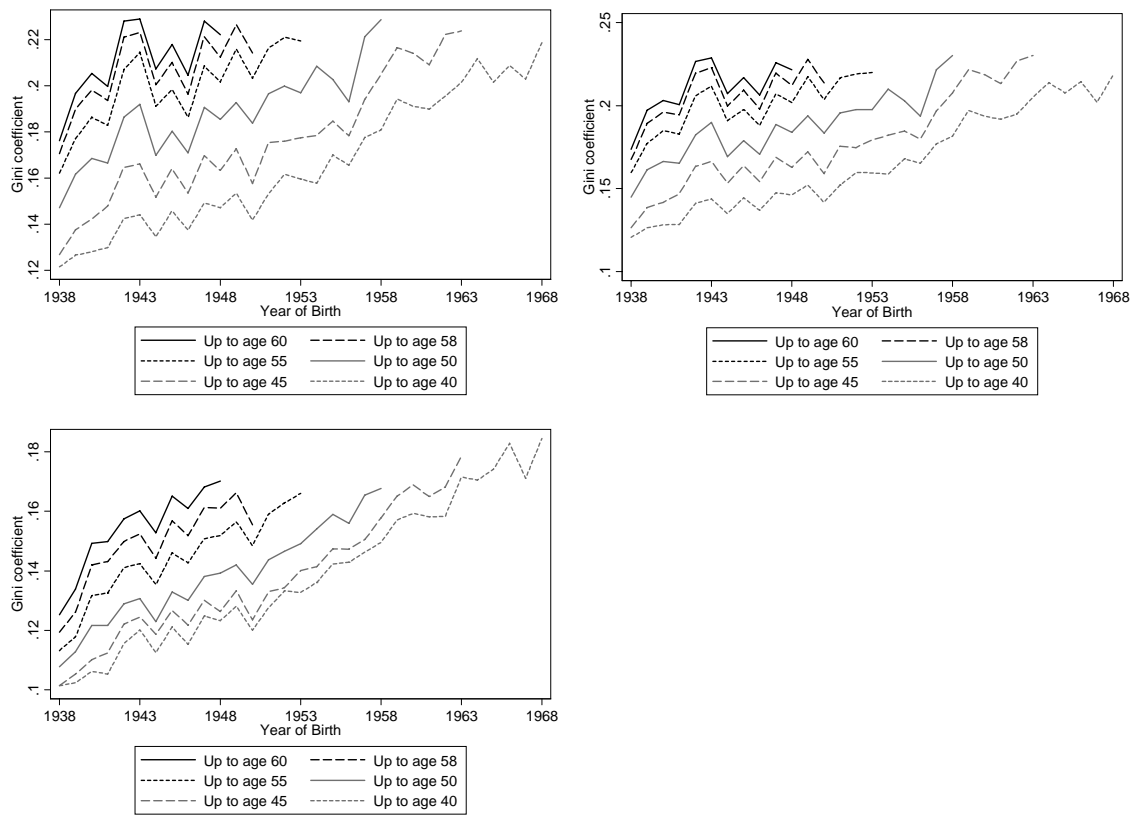 Gini coefficient
.22
.2
.18
.16
.14
.12
1938 1943 1948 1953 1958 1963 1968
Year of Birth
Up to age 60 Up to age 58
Up to age 55 Up to age 50
Up to age 45 Up to age 40
Gini coefficient
.25
.2
.15
.1
1938 1943 1948 1953 1958 1963 1968
Year of Birth
Up to age 60 Up to age 58
Up to age 55 Up to age 50
Up to age 45 Up to age 40
Gini coefficient
.18
.16
.14
.12
.1
1938 1943 1948 1953 1958 1963 1968
Year of Birth
Up to age 60 Up to age 58
Up to age 55 Up to age 50
Up to age 45 Up to age 40